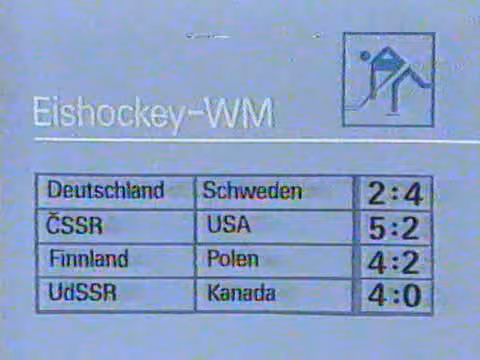 Eishockey-WM
Deutschland Schweden 2:4
ČSSR USA 5:2
Finnland Polen 4:2
UdSSR Kanada 4:0